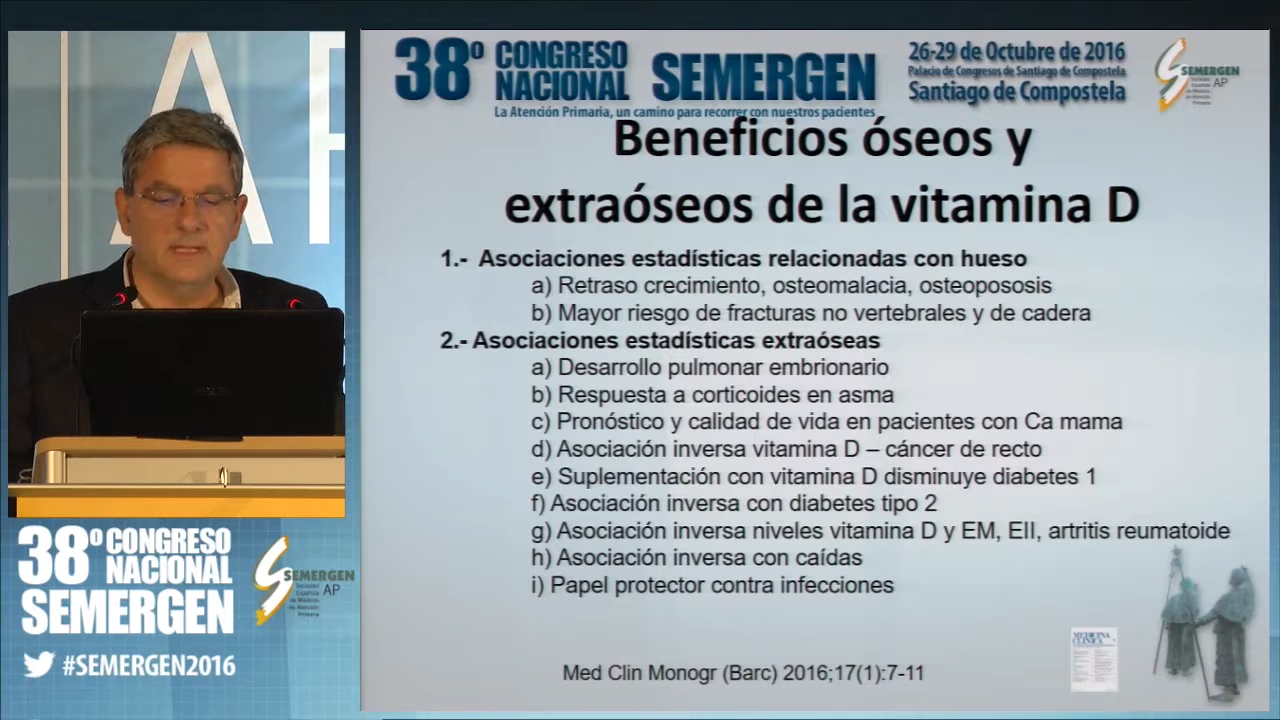 A F
38º CONGRESO
NACIONAL SEMERGEN
La Atención Primaria, un camino para recorrer con nuestros pacientes
26-29 de Octubre de 2016
Palacio de Congresos de Santiago de Compostela
Santiago de Compostela
SEMERGEN
AP
Sociedad
Española
de Médicos
de Atención
Primaria
Beneficios óseos y
extraóseos de la vitamina D
1.- Asociaciones estadísticas relacionadas con hueso
a) Retraso crecimiento, osteomalacia, osteopososis
b) Mayor riesgo de fracturas no vertebrales y de cadera
2.- Asociaciones estadísticas extraóseas
a) Desarrollo pulmonar embrionario
b) Respuesta a corticoides en asma
c) Pronóstico y calidad de vida en pacientes con Ca mama
d) Asociación inversa vitamina D – cáncer de recto
e) Suplementación con vitamina D disminuye diabetes 1
f) Asociación inversa con diabetes tipo 2
g) Asociación inversa niveles vitamina D y EM, EII, artritis reumatoide
h) Asociación inversa con caídas
i) Papel protector contra infecciones
MEDICINA
CLINICA
Med Clin Monogr (Barc) 2016;17(1):7-11
38º CONGRESO
NACIONAL
SEMERGEN
SEMERGEN
AP
Sociedad
Española
de Médicos
de Atención
Primaria
#SEMERGEN2016